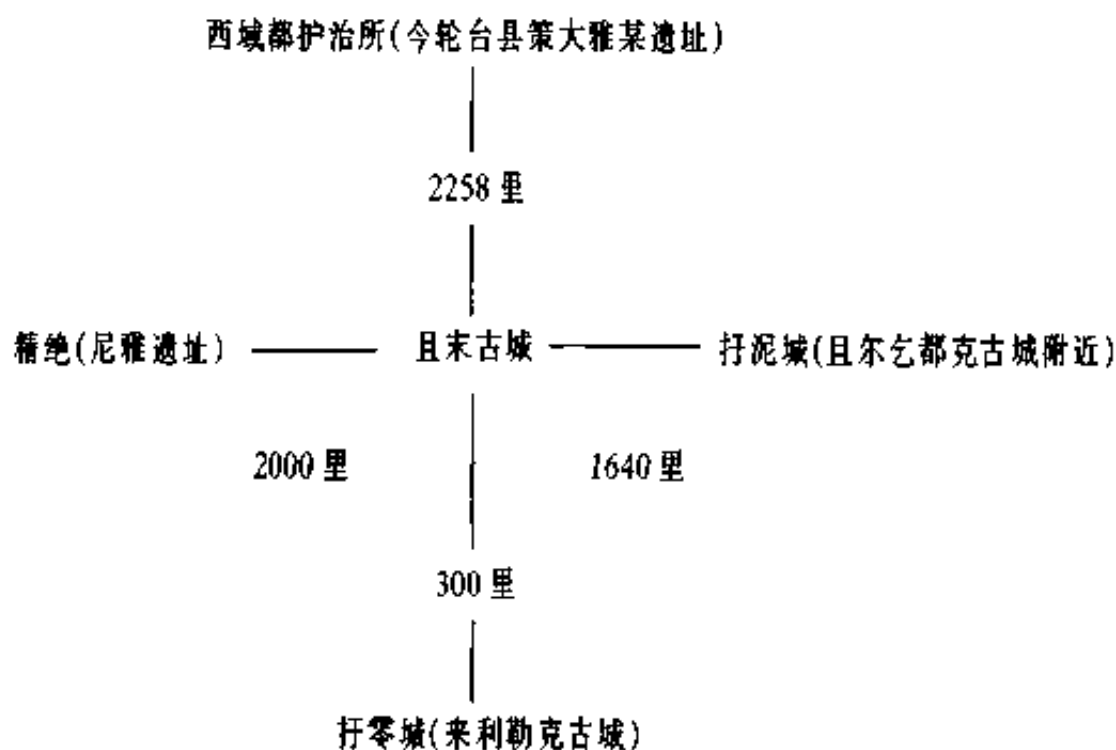 西域都护治所(今轮台县策大雅某遗址)
2258 里
精绝(尼雅遗址) 且末古城 扜泥城(且尔乞都克古城附近)
2000 里 1640 里
300 里
扜零城(来利勒克古城)